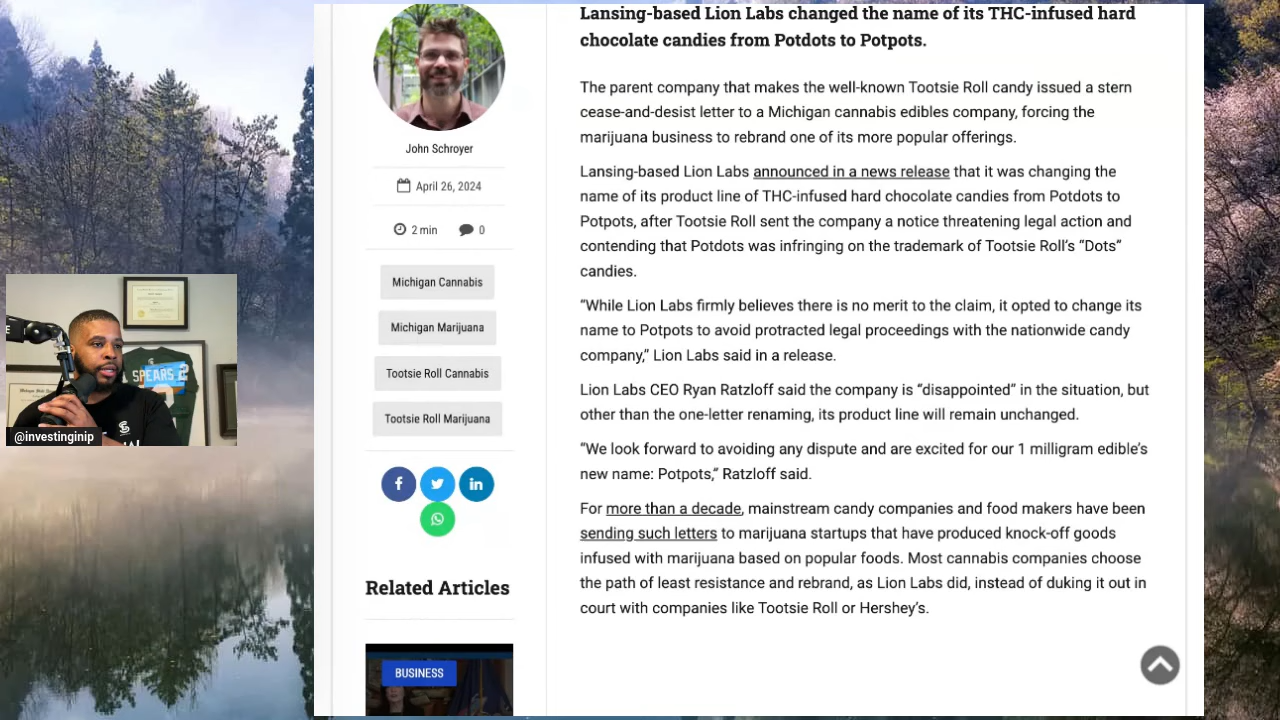 Lansing-based Lion Labs changed the name of its THC-infused hard
chocolate candies from Potdots to Potpots.
John Schroyer
April 26, 2024
2 min
0
Michigan Cannabis
Michigan Marijuana
Tootsie Roll Cannabis
Tootsie Roll Marijuana
Related Articles
BUSINESS
The parent company that makes the well-known Tootsie Roll candy issued a stern
cease-and-desist letter to a Michigan cannabis edibles company, forcing the
marijuana business to rebrand one of its more popular offerings.
Lansing-based Lion Labs announced in a news release that it was changing the
name of its product line of THC-infused hard chocolate candies from Potdots to
Potpots, after Tootsie Roll sent the company a notice threatening legal action and
contending that Potdots was infringing on the trademark of Tootsie Roll’s “Dots”
candies.
“While Lion Labs firmly believes there is no merit to the claim, it opted to change its
name to Potpots to avoid protracted legal proceedings with the nationwide candy
company,” Lion Labs said in a release.
Lion Labs CEO Ryan Ratzloff said the company is “disappointed” in the situation, but
other than the one-letter renaming, its product line will remain unchanged.
“We look forward to avoiding any dispute and are excited for our 1 milligram edible’s
new name: Potpots,” Ratzloff said.
For more than a decade, mainstream candy companies and food makers have been
sending such letters to marijuana startups that have produced knock-off goods
infused with marijuana based on popular foods. Most cannabis companies choose
the path of least resistance and rebrand, as Lion Labs did, instead of duking it out in
court with companies like Tootsie Roll or Hershey’s.
SPEARS 2
@investinginip